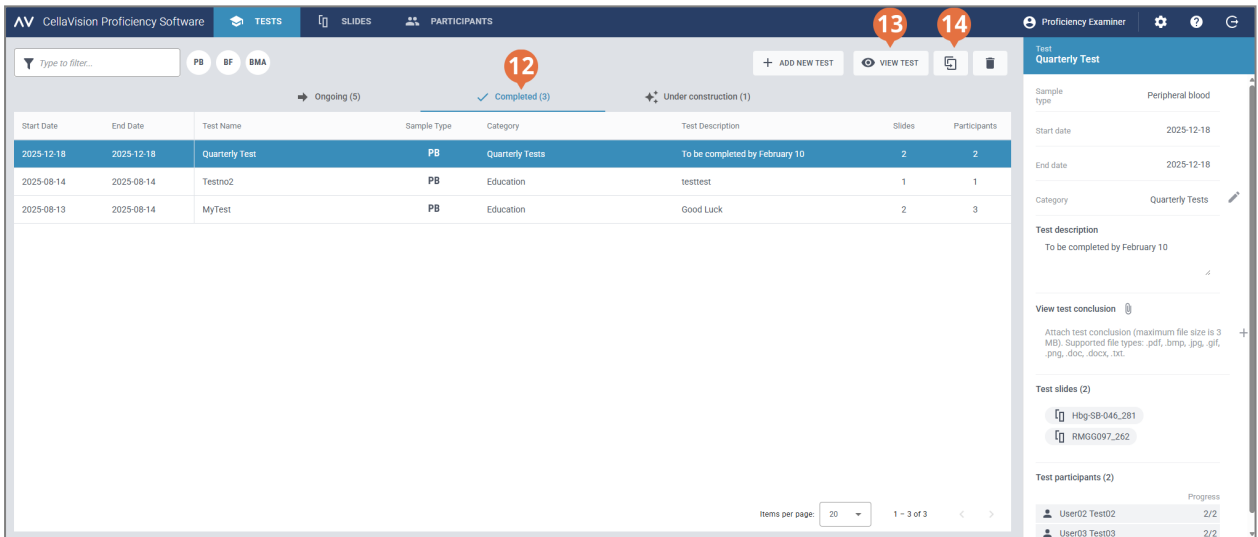 CellaVision Proficiency Software TESTS SLIDES PARTICIPANTS 13 14 Proficiency Examiner
Type to filter... PB BF BMA 12 ADD NEW TEST VIEW TEST
Ongoing (5) Completed (3) Under construction (1)
Start Date End Date Test Name Sample Type Category Test Description Slides Participants
2025-12-18 2025-12-18 Quarterly Test PB Quarterly Tests To be completed by February 10 2 2
2025-08-14 2025-08-14 Testno2 PB Education testtest 1 1
2025-08-13 2025-08-14 MyTest PB Education Good Luck 2 3
Items per page: 20 1 – 3 of 3
Test
Quarterly Test
Sample
type Peripheral blood
Start date 2025-12-18
End date 2025-12-18
Category Quarterly Tests
Test description
To be completed by February 10
View test conclusion
Attach test conclusion (maximum file size is 3
MB). Supported file types: .pdf, .bmp, .jpg, .gif,
.png, .doc, .docx, .txt.
Test slides (2)
Hbg-SB-046_281
RMGG097_262
Test participants (2)
Progress
User02 Test02 2/2
User03 Test03 2/2